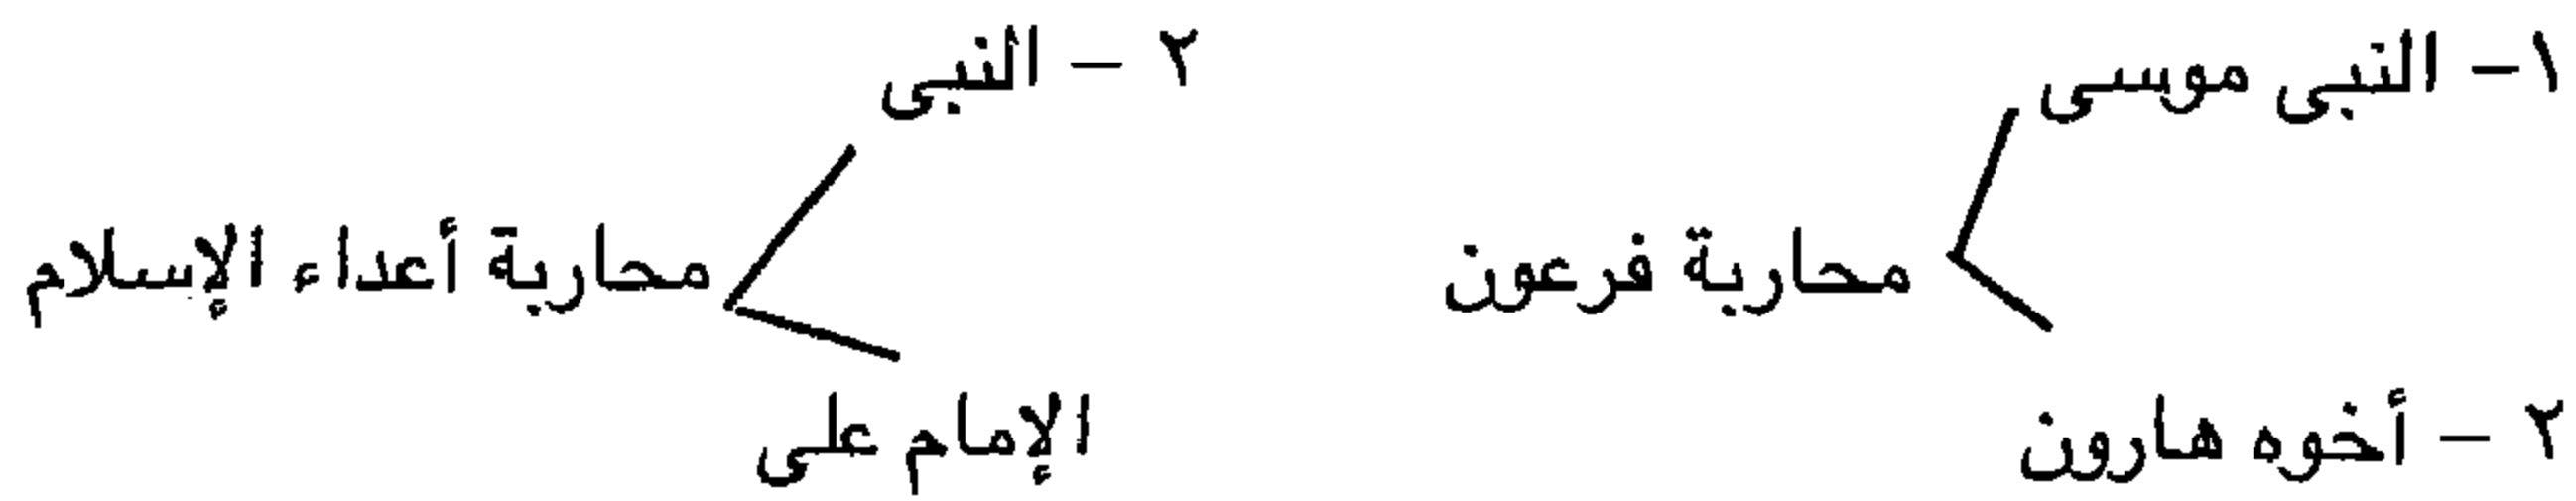 ١- النبى موسى
محاربة فرعون
٢ - أخوه هارون
٢ - النبى
محاربة أعداء الإسلام
الإمام على